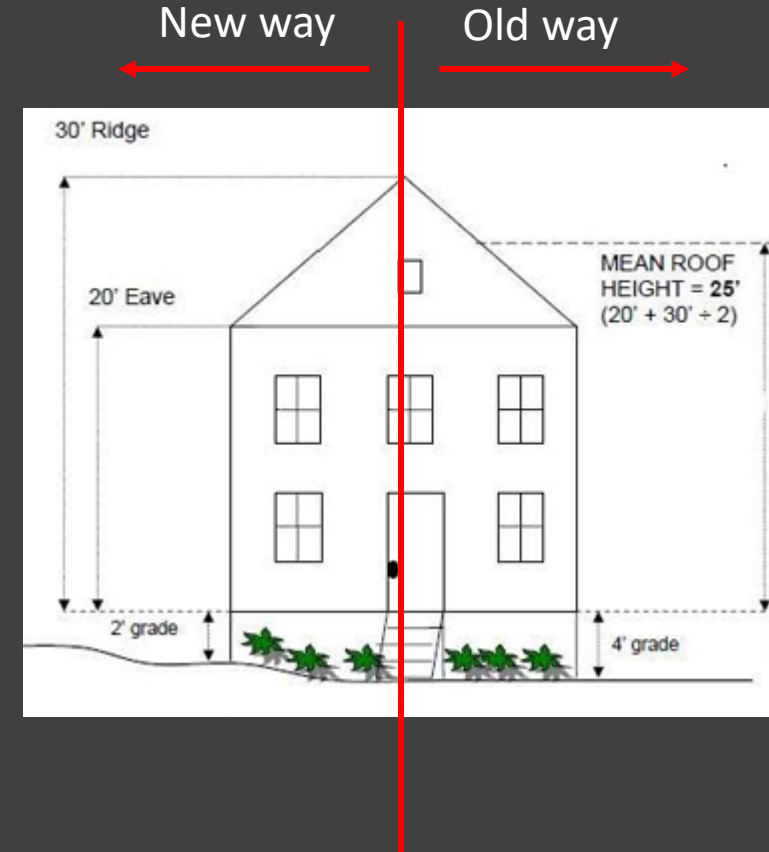 New way
Old way
30' Ridge
20' Eave
MEAN ROOF
HEIGHT = 25'
(20' + 30' ÷ 2)
2' grade
4' grade